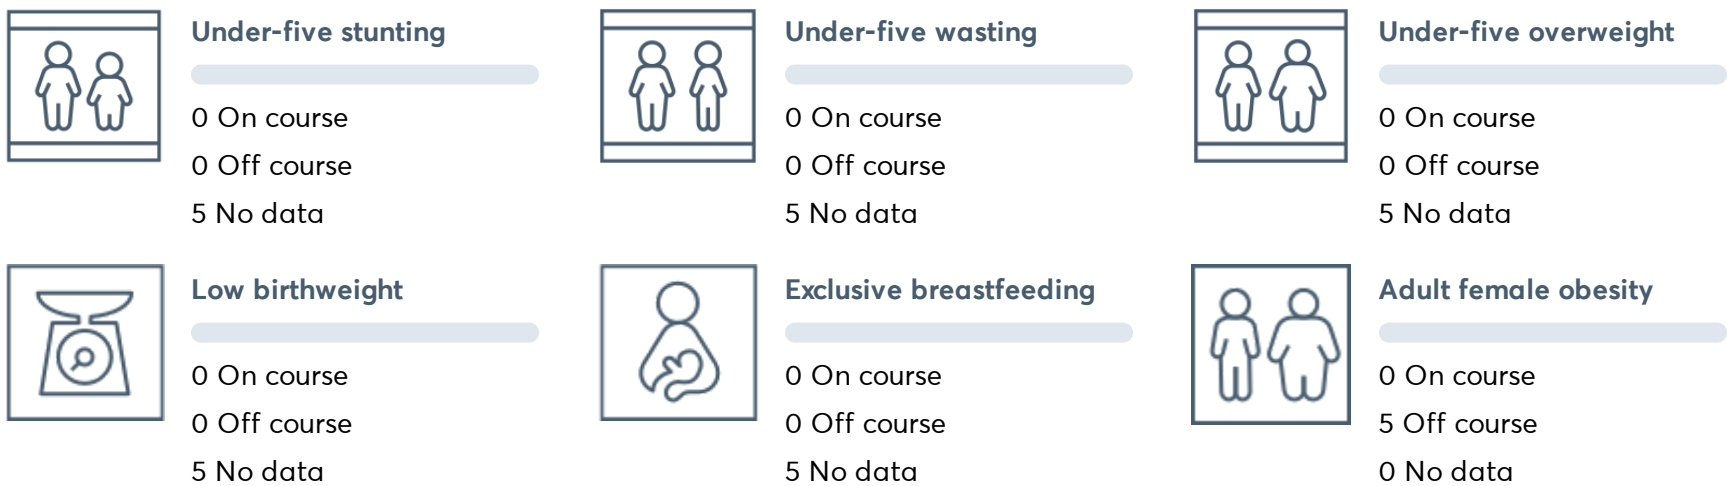 Under-five stunting
0 On course
0 Off course
5 No data
Under-five wasting
0 On course
0 Off course
5 No data
Under-five overweight
0 On course
0 Off course
5 No data
Low birthweight
0 On course
0 Off course
5 No data
Exclusive breastfeeding
0 On course
0 Off course
5 No data
Adult female obesity
0 On course
5 Off course
0 No data